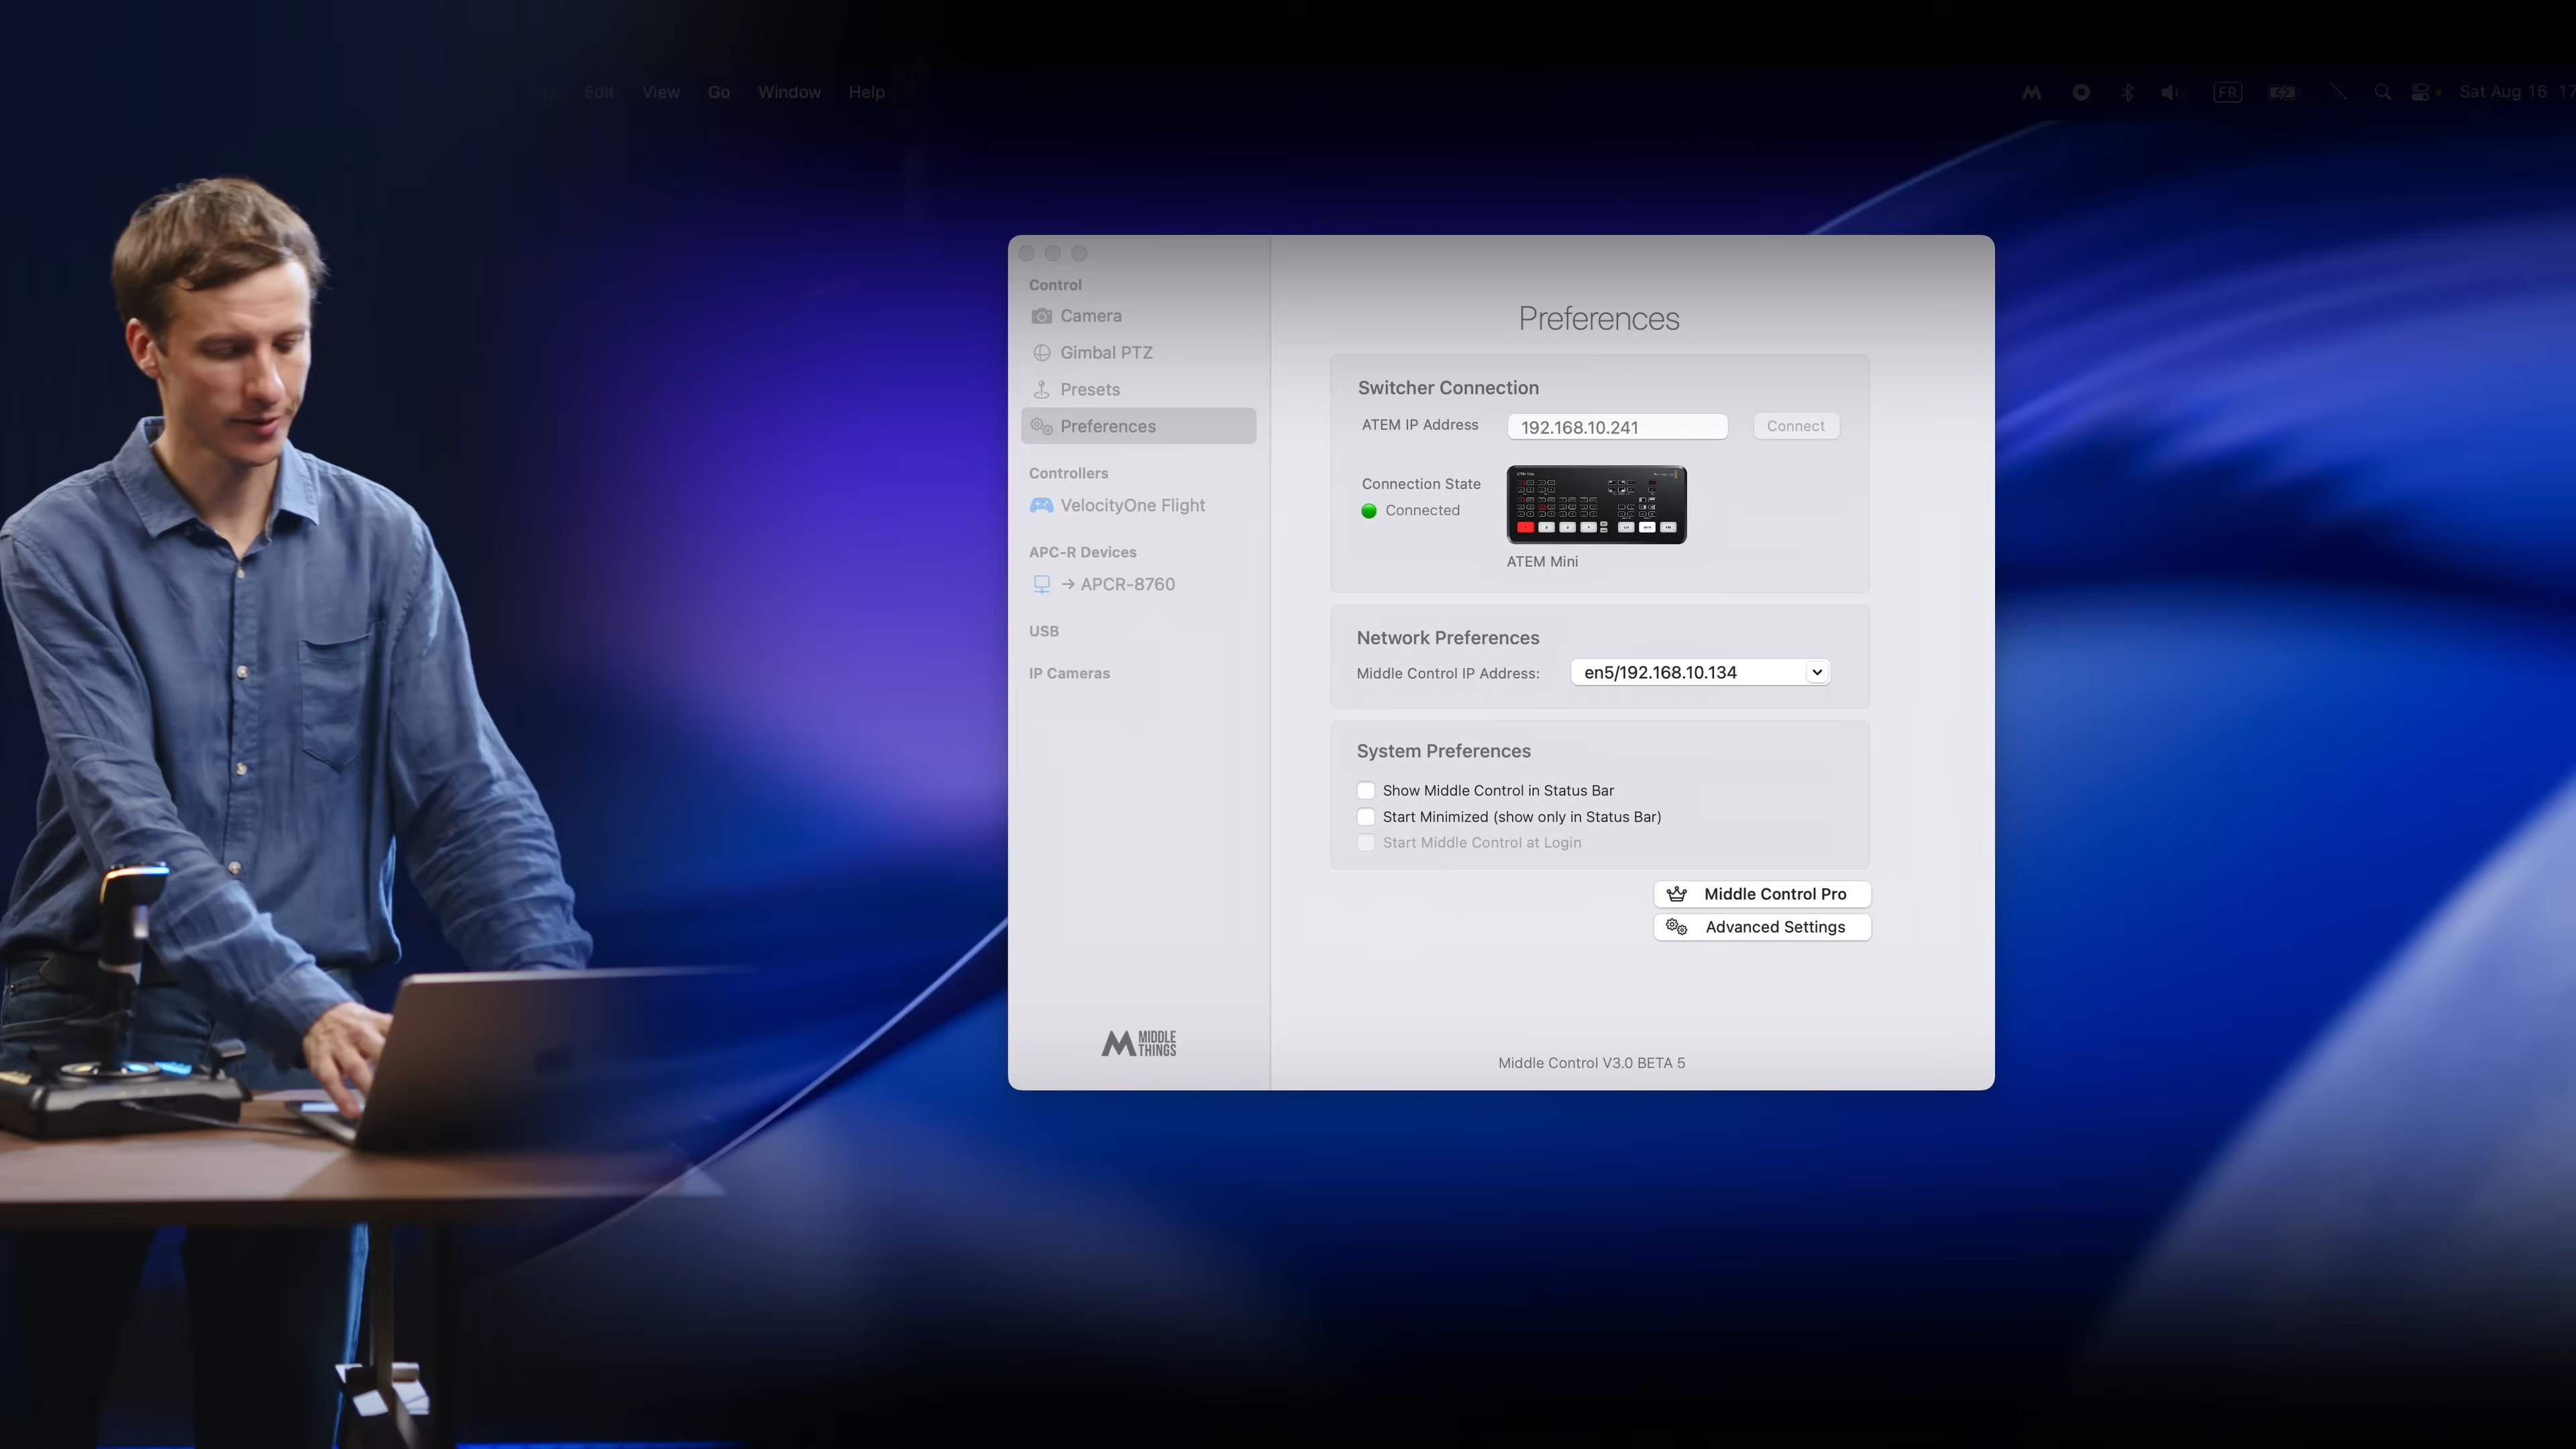 Edit View Go Window Help
FR
Sat Aug 16 17
Control
Camera
Gimbal PTZ
Presets
Preferences
Controllers
VelocityOne Flight
APC-R Devices
→ APCR-8760
USB
IP Cameras
MIDDLE
THINGS
Preferences
Switcher Connection
ATEM IP Address 192.168.10.241 Connect
Connection State
Connected
ATEM Mini
Network Preferences
Middle Control IP Address: en5/192.168.10.134
System Preferences
Show Middle Control in Status Bar
Start Minimized (show only in Status Bar)
Start Middle Control at Login
Middle Control Pro
Advanced Settings
Middle Control V3.0 BETA 5